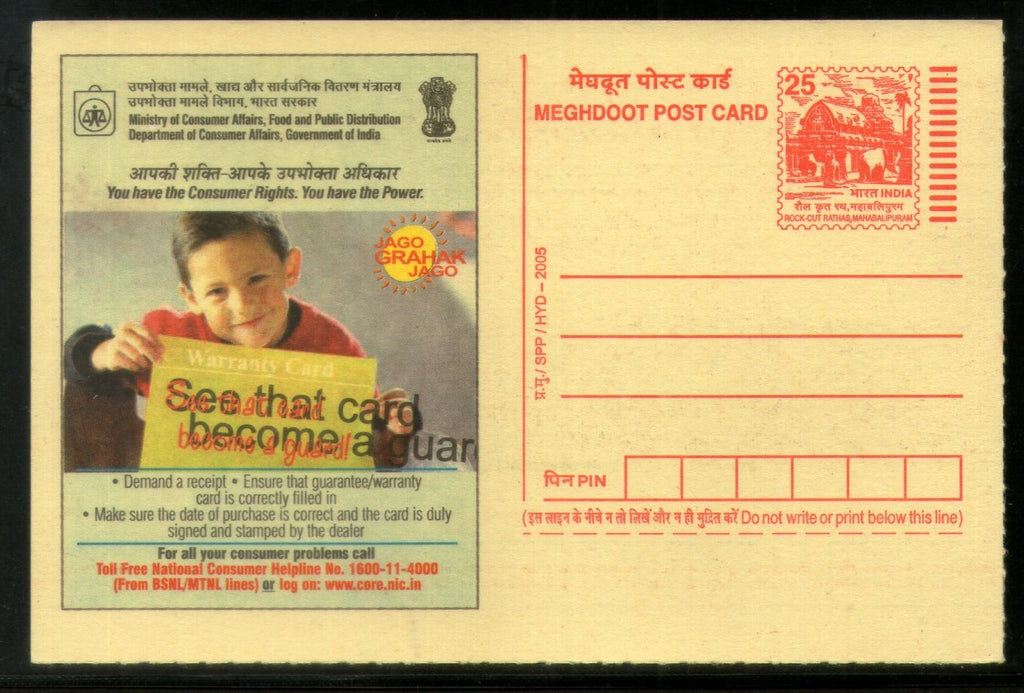 उपभोक्ता मामले, खाद्य और सार्वजनिक वितरण मंत्रालय
उपभोक्ता मामले विभाग, भारत सरकार
Ministry of Consumer Affairs, Food and Public Distribution
Department of Consumer Affairs, Government of India
आपकी शक्ति-आपके उपभोक्ता अधिकार
You have the Consumer Rights. You have the Power.
JAGO
GRAHAK
JAGO
Warranty Card
See that card
become a guard!
See that card
become a guar
• Demand a receipt • Ensure that guarantee/warranty
card is correctly filled in
• Make sure the date of purchase is correct and the card is duly
signed and stamped by the dealer
For all your consumer problems call
Toll Free National Consumer Helpline No. 1600-11-4000
(From BSNL/MTNL lines) or log on: www.core.nic.in
मेघदूत पोस्ट कार्ड
MEGHDOOT POST CARD
25
भारत INDIA
शैल कृत रथ, महाबलिपुरम
ROCK-CUT RATHAS, MAHABALIPURAM
प्र.मु./ SPP / HYD – 2005
पिन PIN
(इस लाइन के नीचे न तो लिखें और न ही मुद्रित करें Do not write or print below this line)